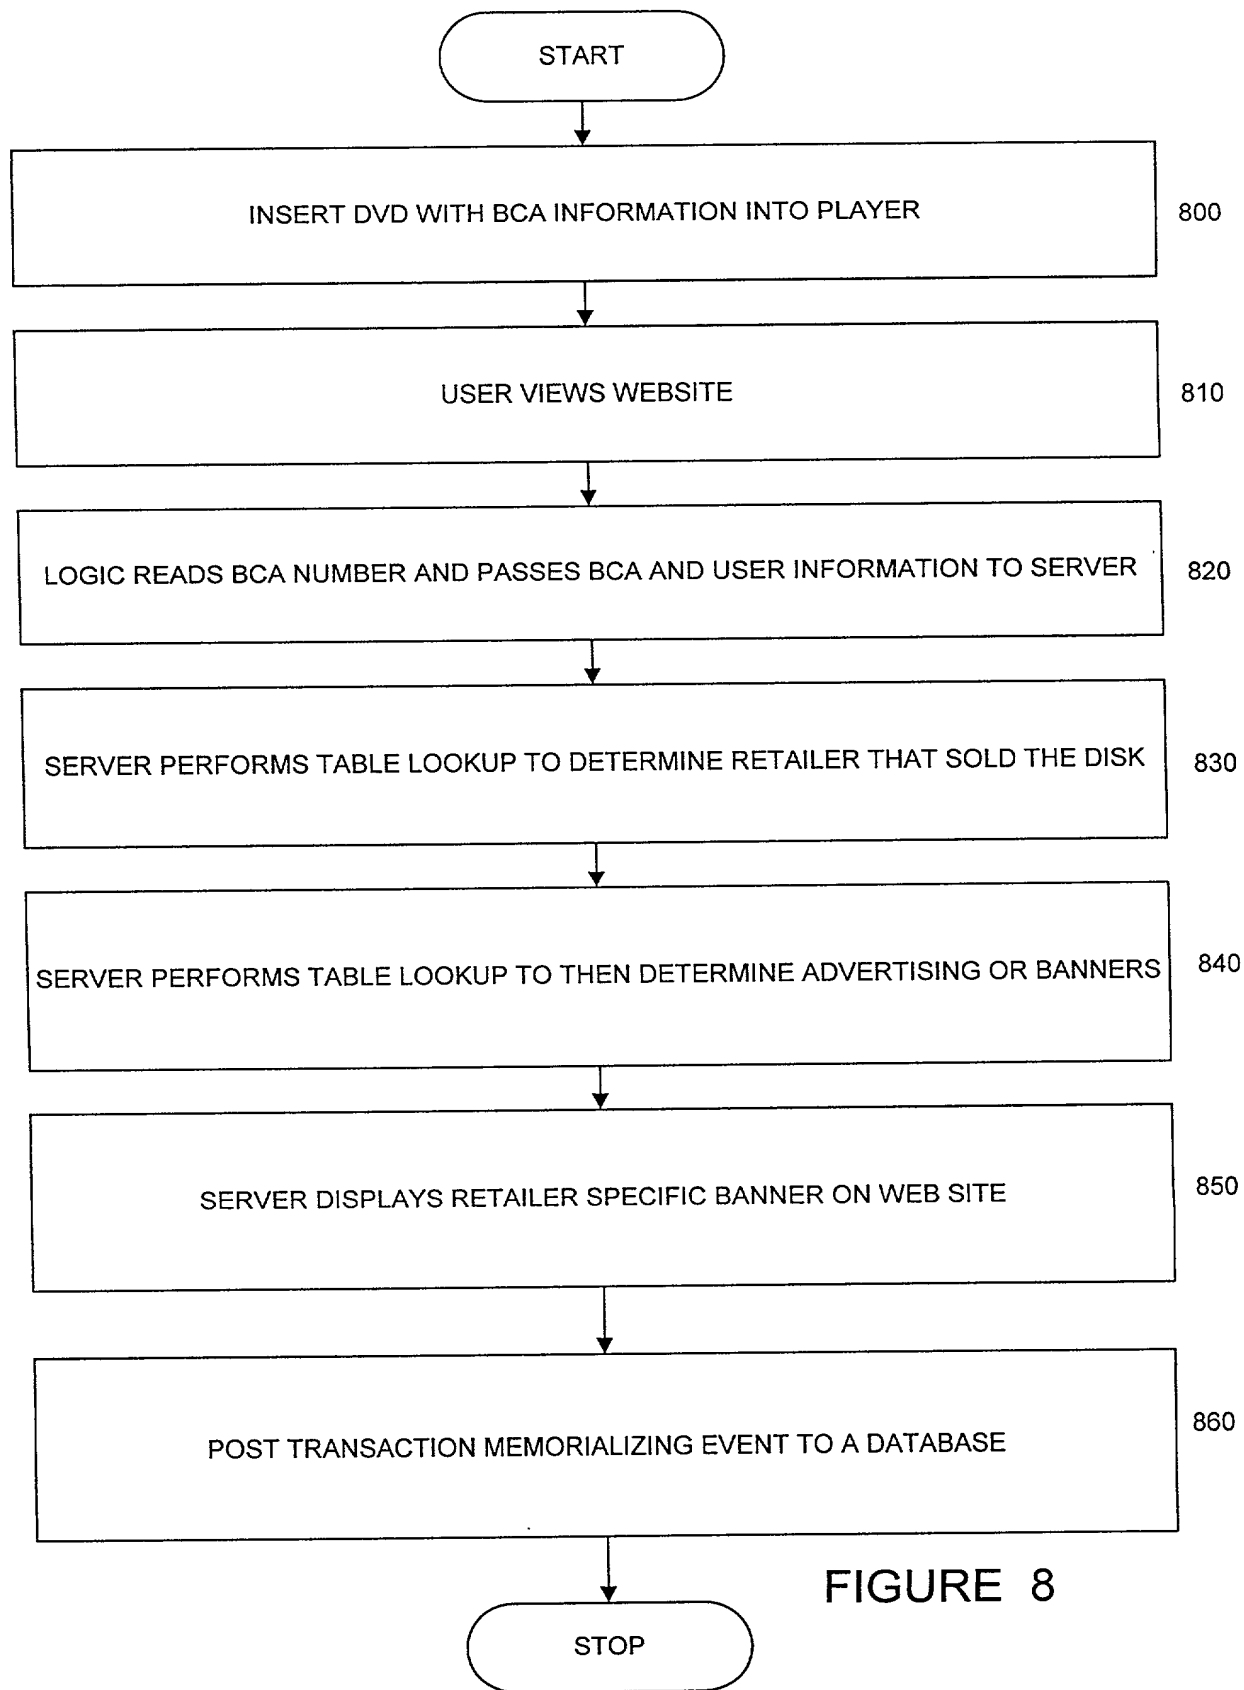 START
INSERT DVD WITH BCA INFORMATION INTO PLAYER
800
USER VIEWS WEBSITE
810
LOGIC READS BCA NUMBER AND PASSES BCA AND USER INFORMATION TO SERVER
820
SERVER PERFORMS TABLE LOOKUP TO DETERMINE RETAILER THAT SOLD THE DISK
830
SERVER PERFORMS TABLE LOOKUP TO THEN DETERMINE ADVERTISING OR BANNERS
840
SERVER DISPLAYS RETAILER SPECIFIC BANNER ON WEB SITE
850
POST TRANSACTION MEMORIALIZING EVENT TO A DATABASE
860
FIGURE 8
STOP